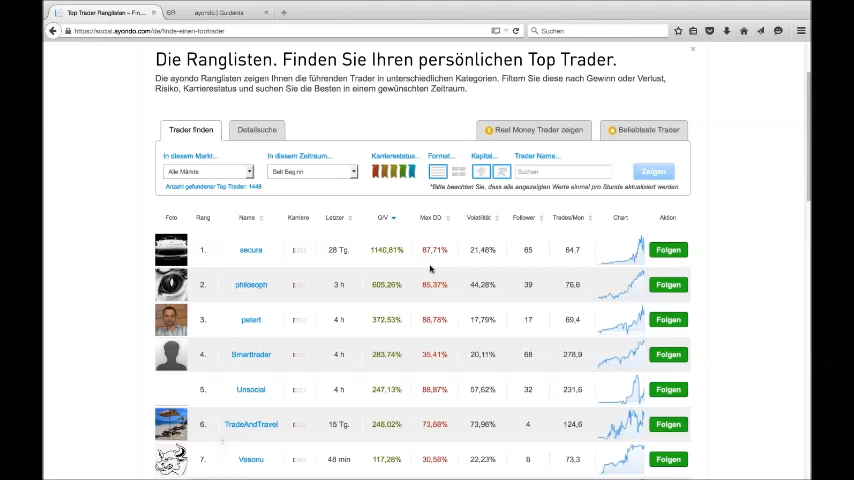 Top Trader Ranglisten – Fin...
GR
ayondo | Guidants
https://social.ayondo.com/de/finde-einen-toptrader
Suchen
Die Ranglisten. Finden Sie Ihren persönlichen Top Trader.
Die ayondo Ranglisten zeigen Ihnen die führenden Trader in unterschiedlichen Kategorien. Filtern Sie diese nach Gewinn oder Verlust,
Risiko, Karrierestatus und suchen Sie die Besten in einem gewünschten Zeitraum.
Trader finden
Detailsuche
Real Money Trader zeigen
Beliebteste Trader
In diesem Markt... In diesem Zeitraum... Karrierestatus... Format... Kapital... Trader Name...
Alle Märkte Seit Beginn Suchen Zeigen
Anzahl gefundener Top Trader: 1448 *Bitte beachten Sie, dass alle angezeigten Werte einmal pro Stunde aktualisiert werden.
Foto Rang Name Karriere Letzter G/V Max DD Volatilität Follower Trades/Mon Chart Aktion
1. secura 28 Tg. 1140,81% 87,71% 21,48% 65 64,7 Folgen
2. philosoph 3 h 605,26% 85,37% 44,28% 39 76,6 Folgen
3. petert 4 h 372,53% 88,78% 17,79% 17 69,4 Folgen
4. Smarttrader 4 h 283,74% 35,41% 20,11% 68 278,9 Folgen
5. Unsocial 4 h 247,13% 88,87% 57,62% 32 231,6 Folgen
6. TradeAndTravel 15 Tg. 246,02% 73,68% 73,96% 4 124,6 Folgen
7. Vesonu 48 min 117,28% 30,58% 22,23% 6 73,3 Folgen